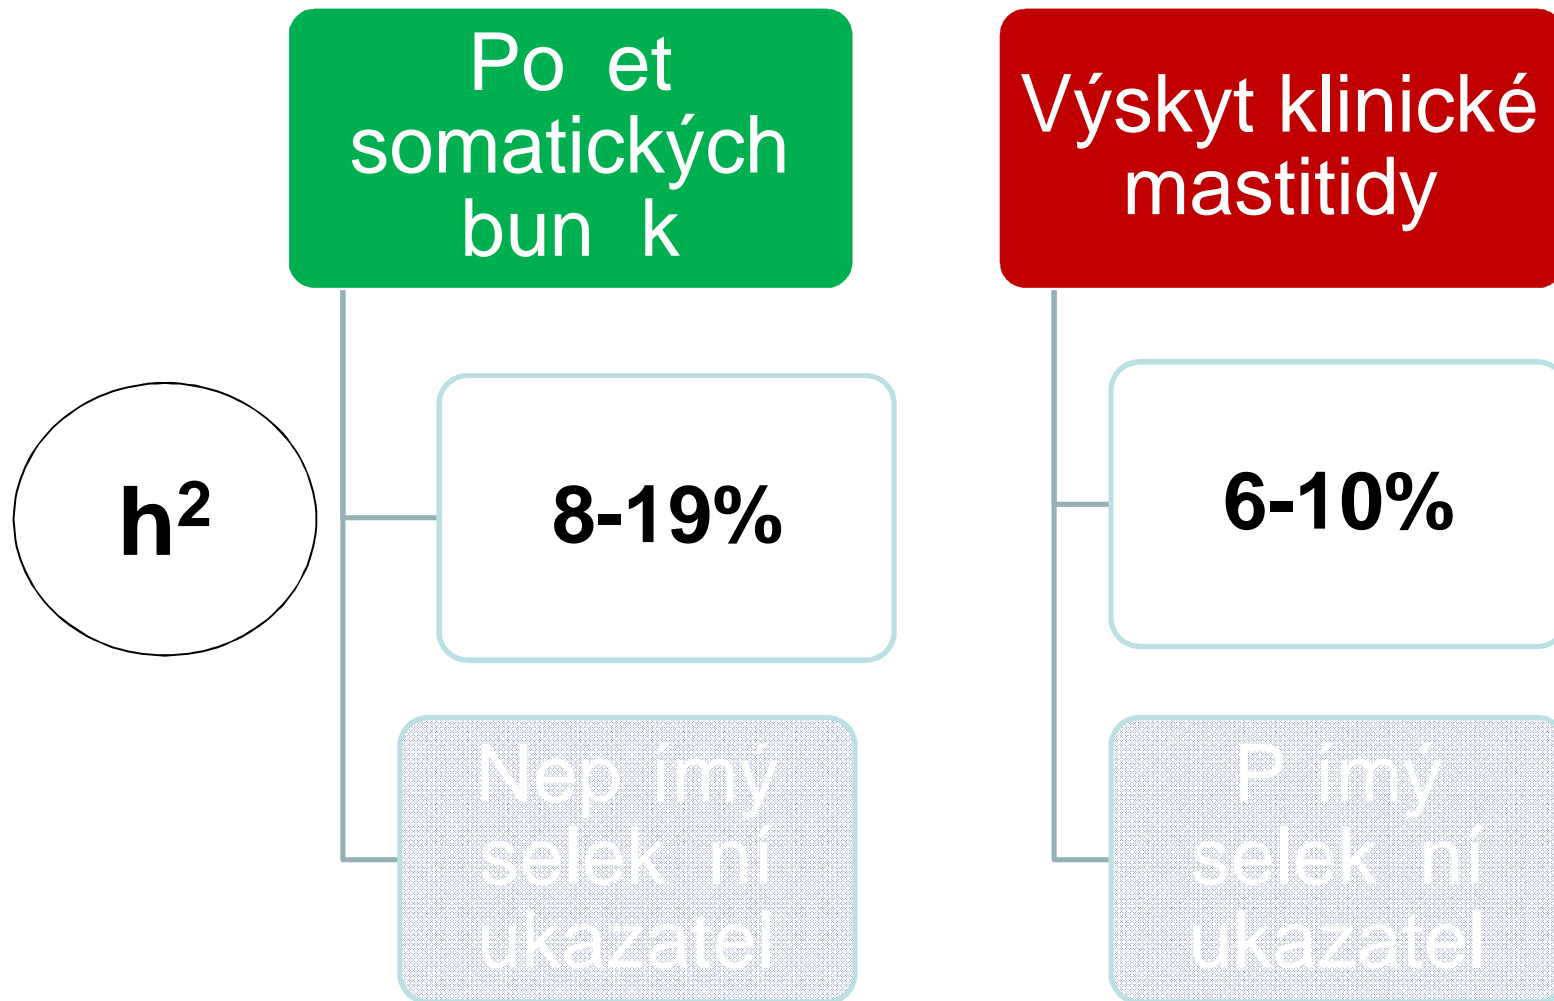 Po et
somatických
bun k
Výskyt klinické
mastitidy
h²
8-19%
6-10%
Nep ímý
selek ní
ukazatel
P ímý
selek ní
ukazatel